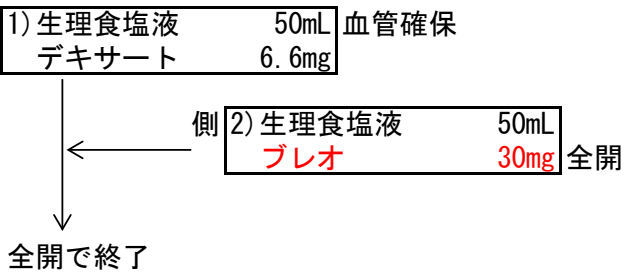 1)生理食塩液 50mL 血管確保
デキサート 6.6mg
側 2)生理食塩液 50mL
ブレオ 30mg 全開
全開で終了